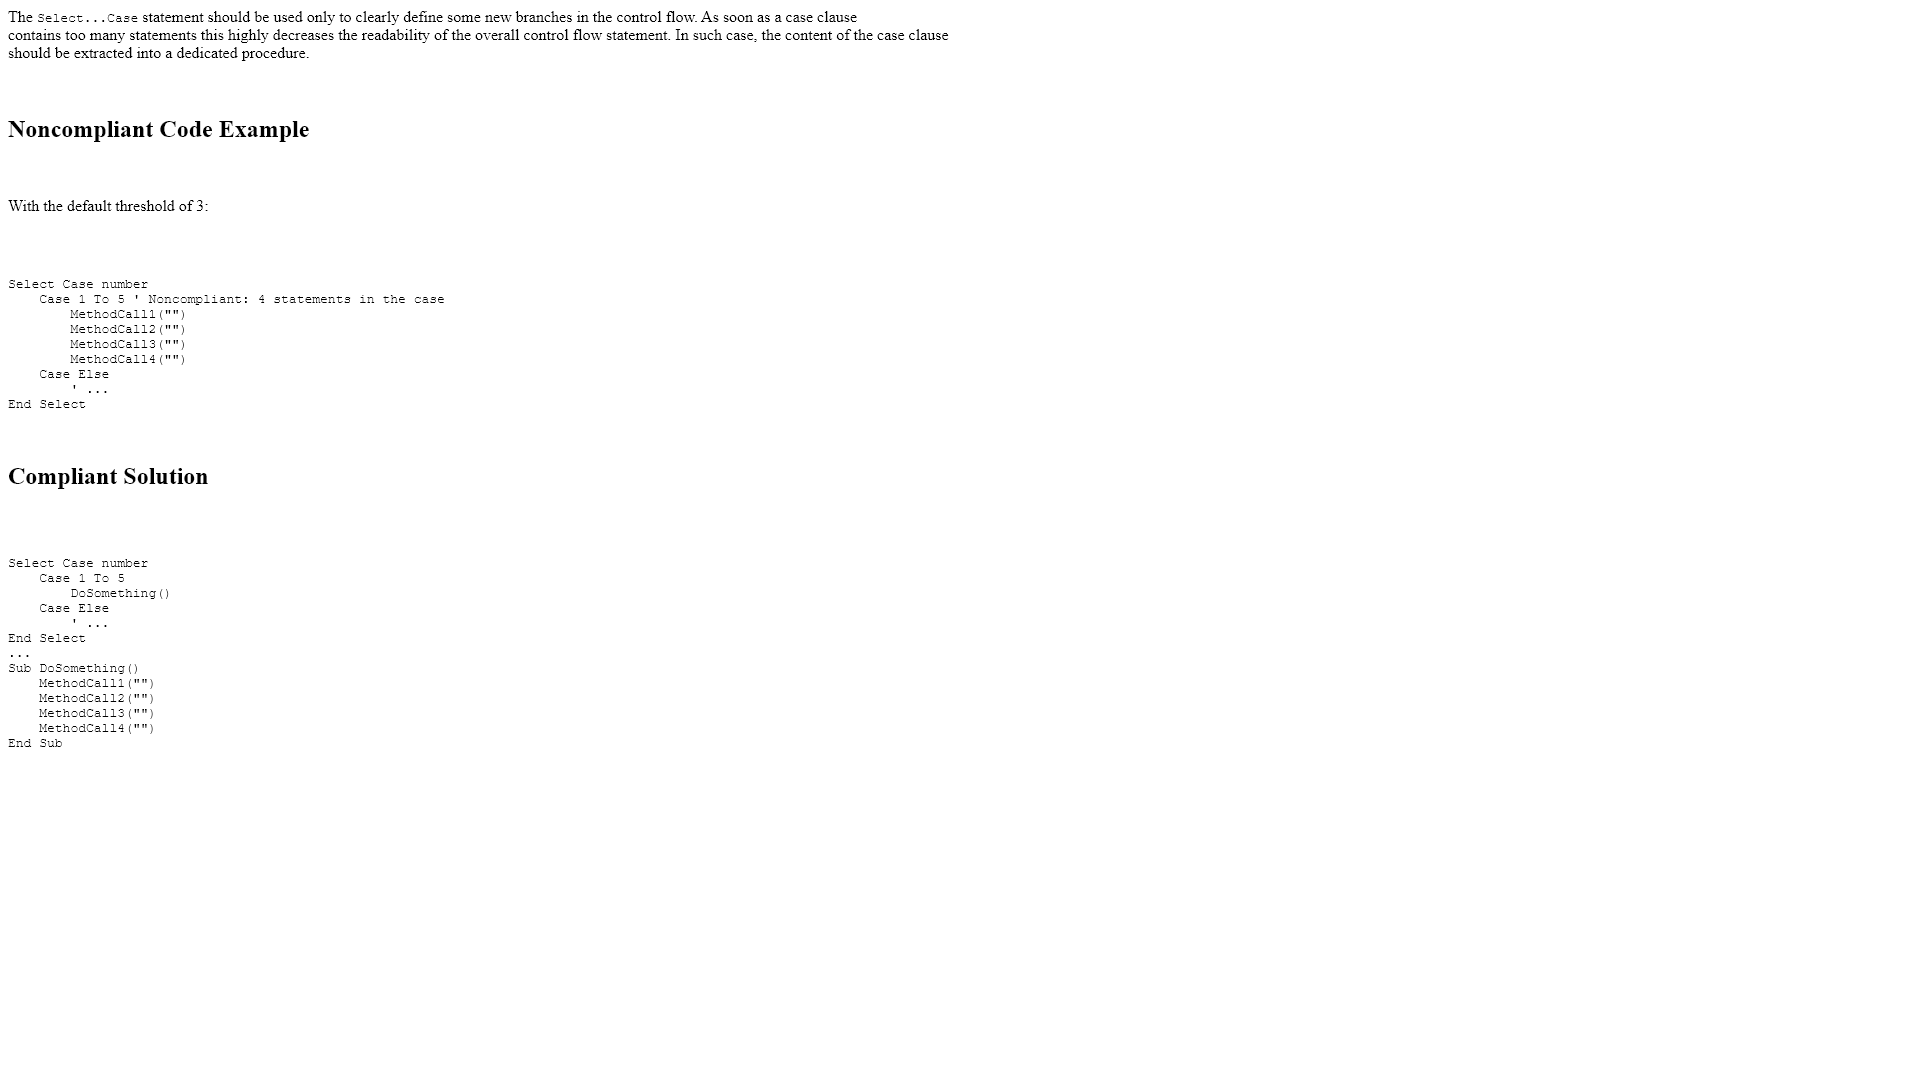 The Select...Case statement should be used only to clearly define some new branches in the control flow. As soon as a case clause
contains too many statements this highly decreases the readability of the overall control flow statement. In such case, the content of the case clause
should be extracted into a dedicated procedure.
Noncompliant Code Example
With the default threshold of 3:
Select Case number
    Case 1 To 5 ' Noncompliant: 4 statements in the case
        MethodCall1("")
        MethodCall2("")
        MethodCall3("")
        MethodCall4("")
    Case Else
        ' ...
End Select
Compliant Solution
Select Case number
    Case 1 To 5
        DoSomething()
    Case Else
        ' ...
End Select
...
Sub DoSomething()
    MethodCall1("")
    MethodCall2("")
    MethodCall3("")
    MethodCall4("")
End Sub